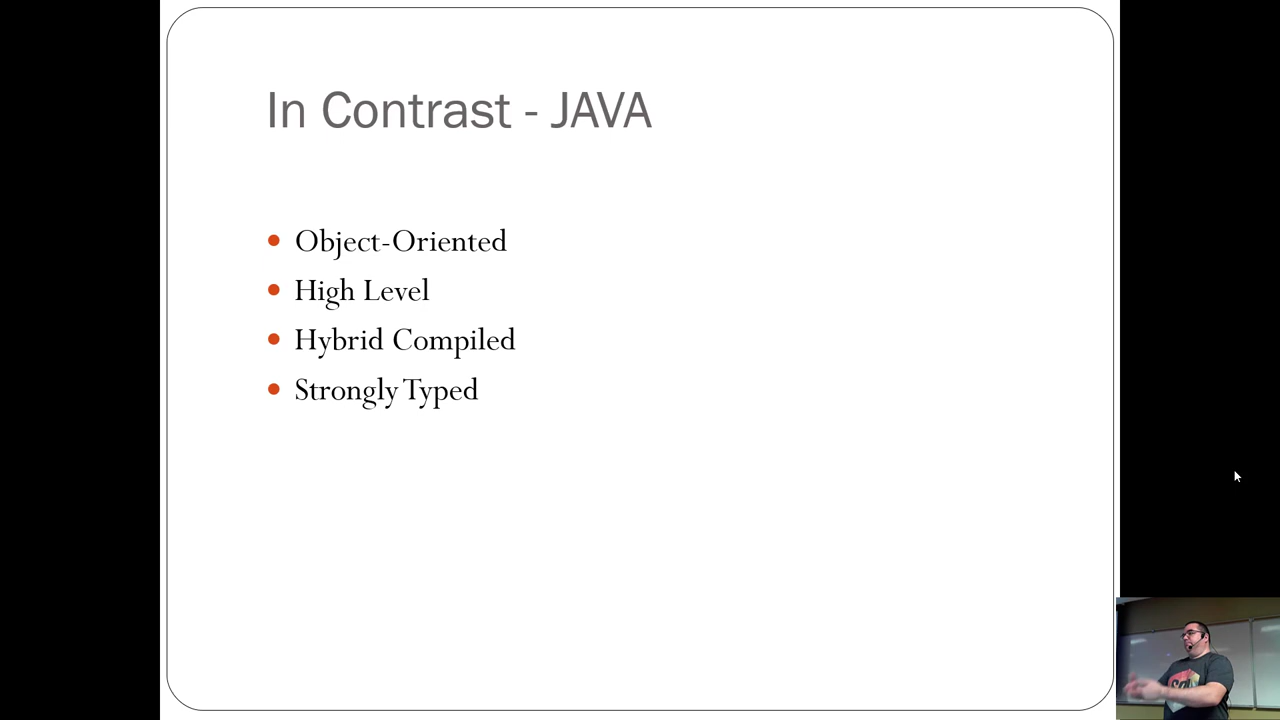 In Contrast - JAVA
Object-Oriented
High Level
Hybrid Compiled
Strongly Typed